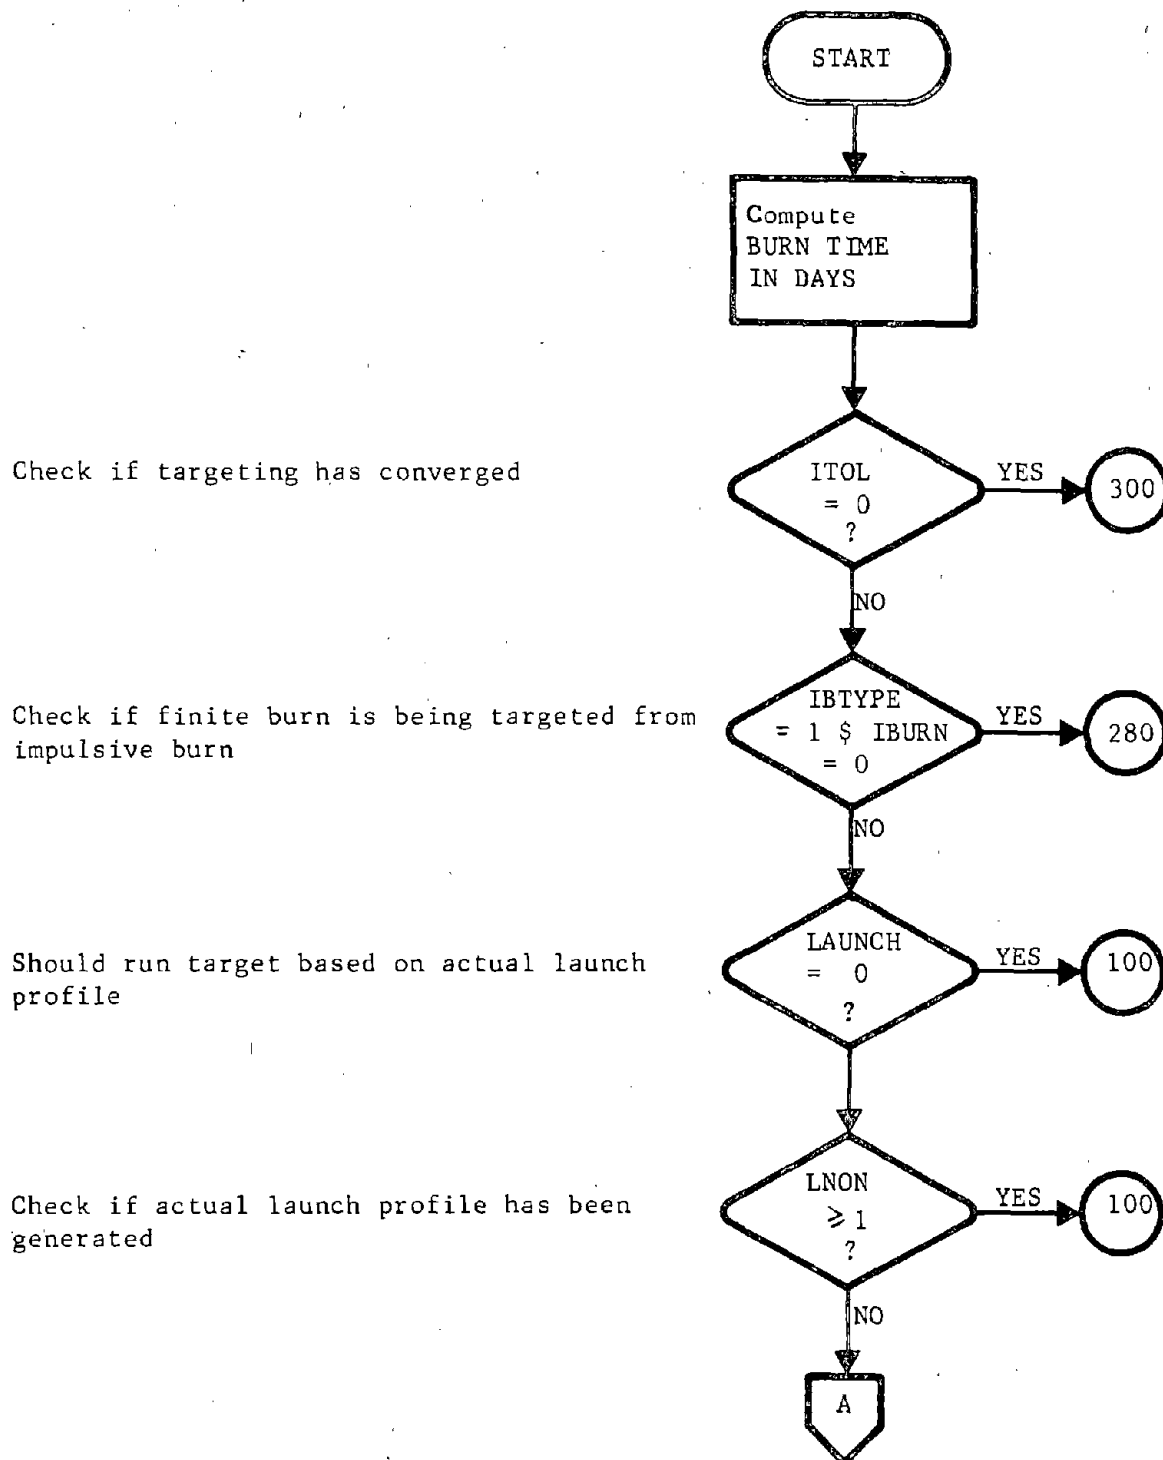 START
Compute
BURN TIME
IN DAYS
Check if targeting has converged
ITOL
= 0
?
YES
300
NO
Check if finite burn is being targeted from
impulsive burn
IBTYPE
= 1 $ IBURN
= 0
YES
280
NO
Should run target based on actual launch
profile
LAUNCH
= 0
?
YES
100
Check if actual launch profile has been
generated
LNON
⩾ 1
?
YES
100
NO
A